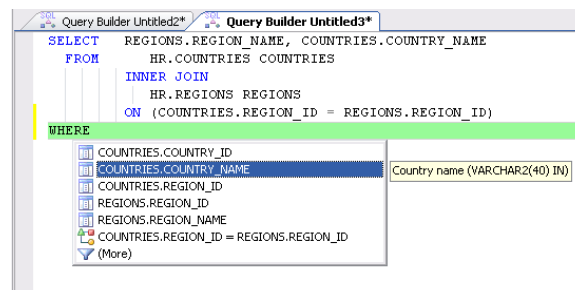 SQL Query Builder Untitled2* SQL Query Builder Untitled3*
SELECT REGIONS.REGION_NAME, COUNTRIES.COUNTRY_NAME
FROM HR.COUNTRIES COUNTRIES
INNER JOIN
HR.REGIONS REGIONS
ON (COUNTRIES.REGION_ID = REGIONS.REGION_ID)
WHERE
COUNTRIES.COUNTRY_ID
COUNTRIES.COUNTRY_NAME Country name (VARCHAR2(40) IN)
COUNTRIES.REGION_ID
REGIONS.REGION_ID
REGIONS.REGION_NAME
COUNTRIES.REGION_ID = REGIONS.REGION_ID
(More)